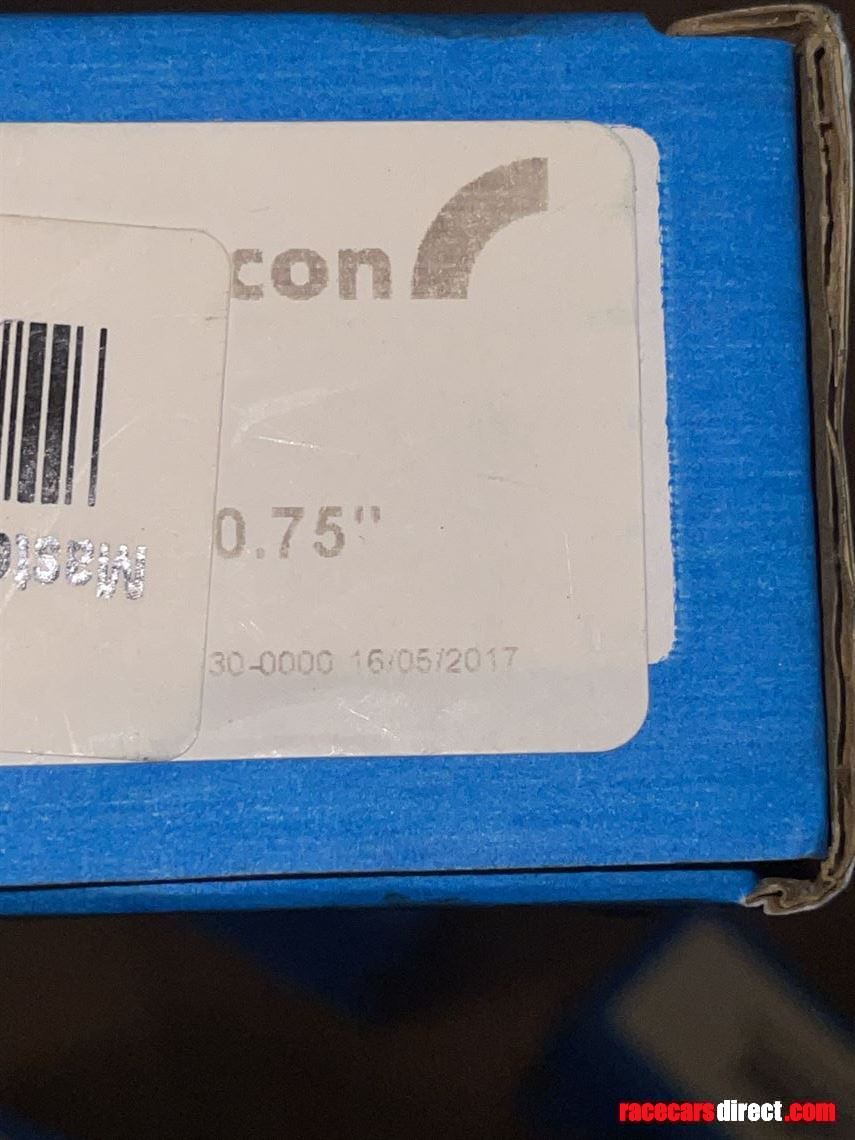 con
0.75"
30-0000 16/05/2017
racecarsdirect.com